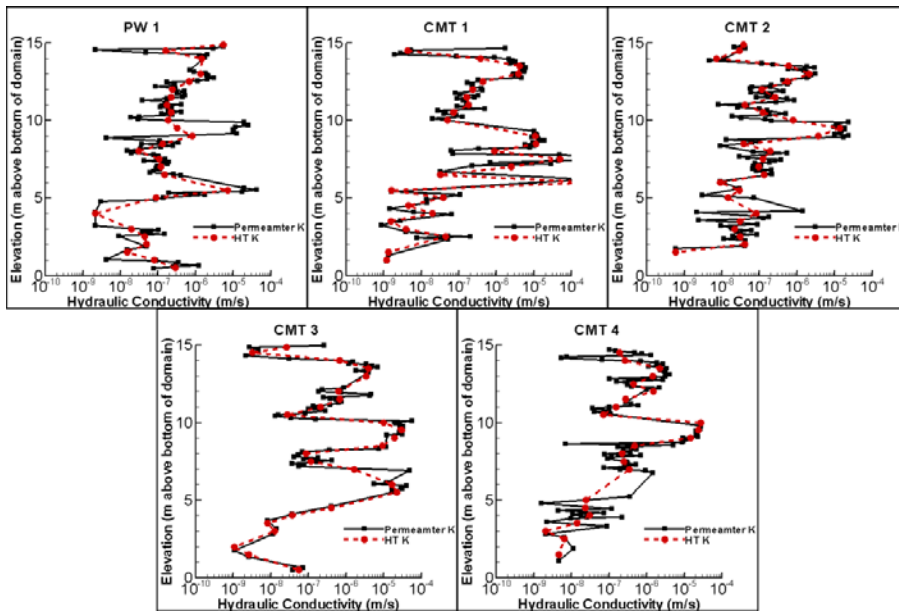 PW 1
15
10
5
0
Elevation (m above bottom of domain)
Permeamter K
HT K
10^-10 10^-9 10^-8 10^-7 10^-6 10^-5 10^-4
Hydraulic Conductivity (m/s)
CMT 1
15
10
5
0
Elevation (m above bottom of domain)
Permeamter K
HT K
10^-10 10^-9 10^-8 10^-7 10^-6 10^-5 10^-4
Hydraulic Conductivity (m/s)
CMT 2
15
10
5
0
Elevation (m above bottom of domain)
Permeamter K
HT K
10^-10 10^-9 10^-8 10^-7 10^-6 10^-5 10^-4
Hydraulic Conductivity (m/s)
CMT 3
15
10
5
0
Elevation (m above bottom of domain)
Permeamter K
HT K
10^-10 10^-9 10^-8 10^-7 10^-6 10^-5 10^-4
Hydraulic Conductivity (m/s)
CMT 4
15
10
5
0
Elevation (m above bottom of domain)
Permeamter K
HT K
10^-10 10^-9 10^-8 10^-7 10^-6 10^-5 10^-4
Hydraulic Conductivity (m/s)